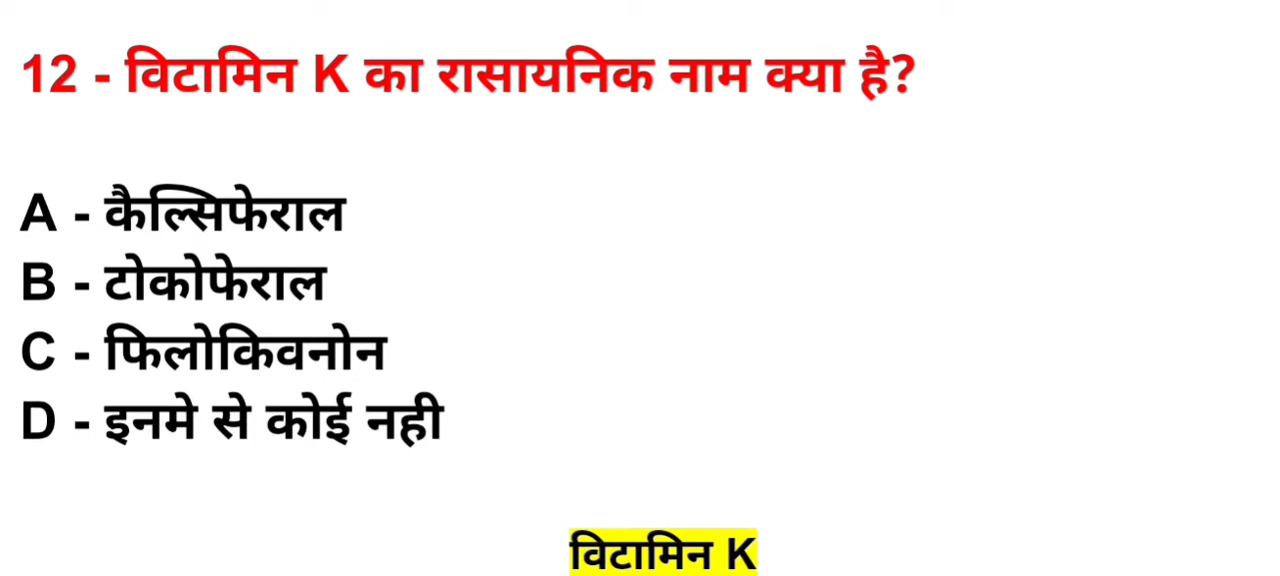 12 - विटामिन K का रासायनिक नाम क्या है?
A - कैल्सिफेराल
B - टोकोफेराल
C - फिलोकिवनोन
D - इनमे से कोई नही
विटामिन K